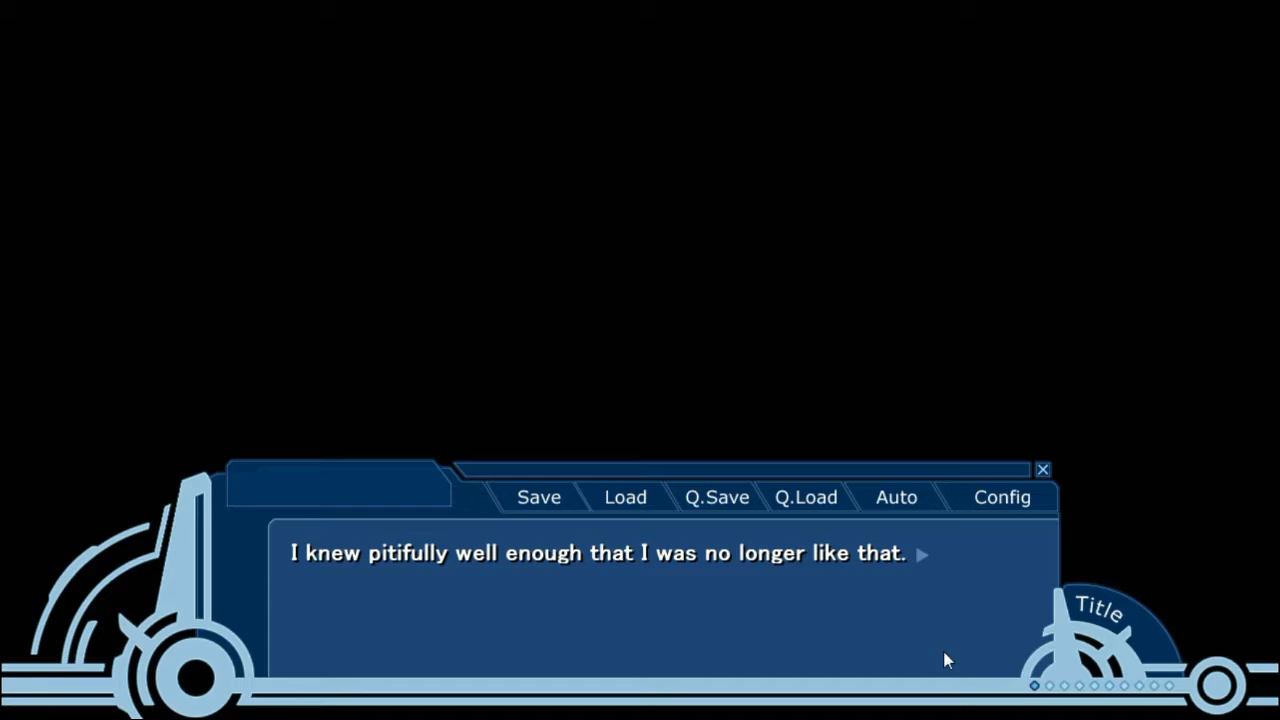 Save Load Q.Save Q.Load Auto Config
I knew pitifully well enough that I was no longer like that.
Title